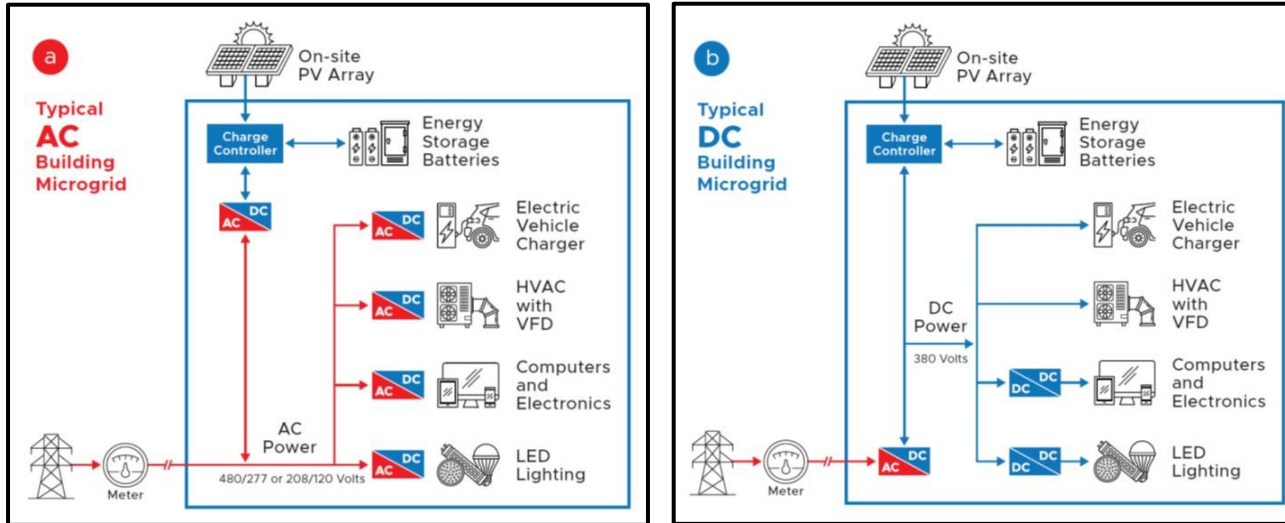 a
Typical
AC
Building
Microgrid
On-site
PV Array
Charge
Controller
Energy
Storage
Batteries
DC
AC
DC
AC
Electric
Vehicle
Charger
DC
AC
HVAC
with
VFD
DC
AC
Computers
and
Electronics
AC
Power
480/277 or 208/120 Volts
DC
AC
LED
Lighting
Meter
b
Typical
DC
Building
Microgrid
On-site
PV Array
Charge
Controller
Energy
Storage
Batteries
Electric
Vehicle
Charger
HVAC
with
VFD
DC
Power
380 Volts
DC
DC
Computers
and
Electronics
DC
AC
DC
DC
LED
Lighting
Meter